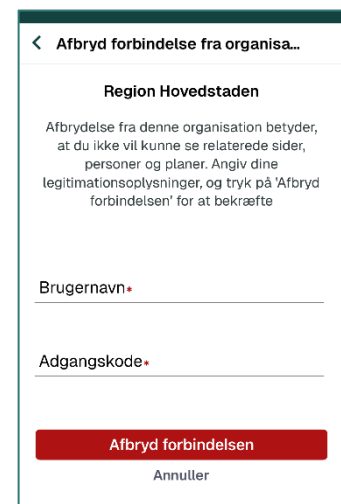 Afbryd forbindelse fra organisa...
Region Hovedstaden
Afbrydelse fra denne organisation betyder,
at du ikke vil kunne se relaterede sider,
personer og planer. Angiv dine
legitimationsoplysninger, og tryk på 'Afbryd
forbindelsen' for at bekræfte
Brugernavn*
Adgangskode*
Afbryd forbindelsen
Annuller